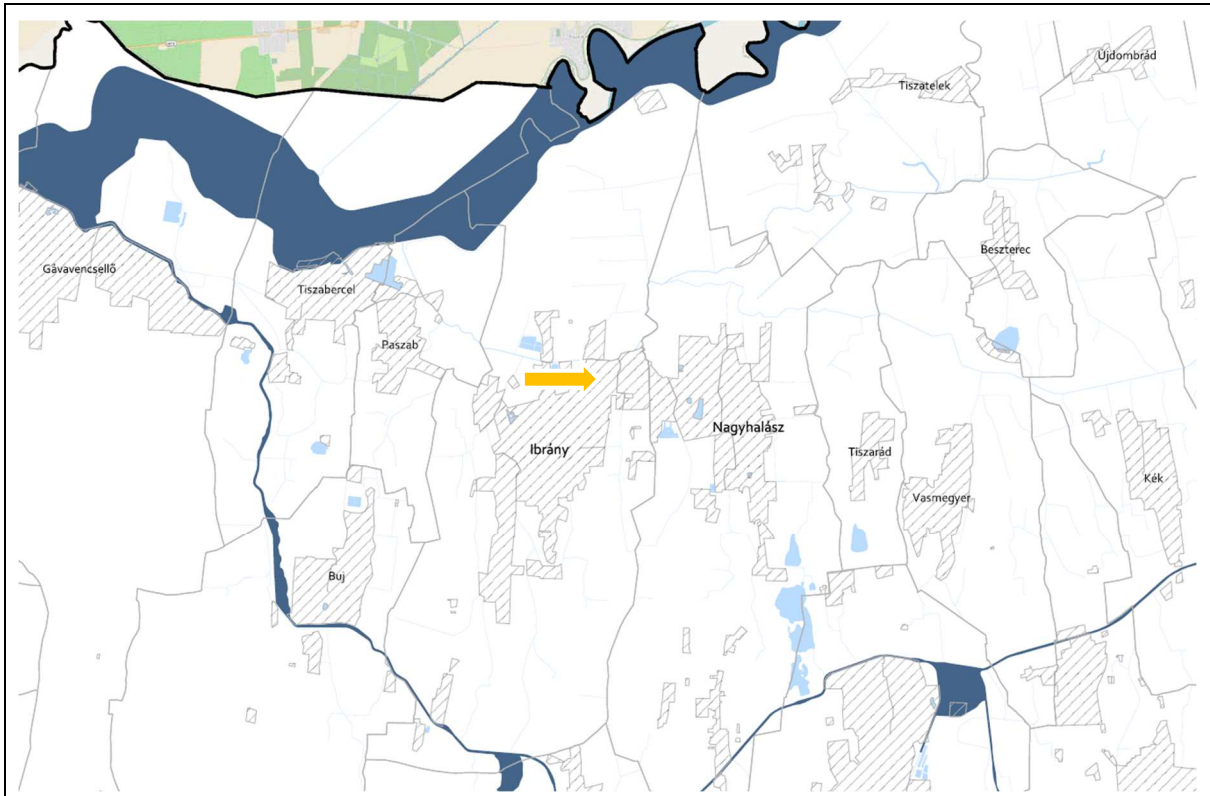 Újdombrád
Tiszatelek
Beszterec
Gávavencsellő
Tiszabercel
Paszab
Ibrány
Nagyhalász
Tiszarád
Vasmegyer
Kék
Buj